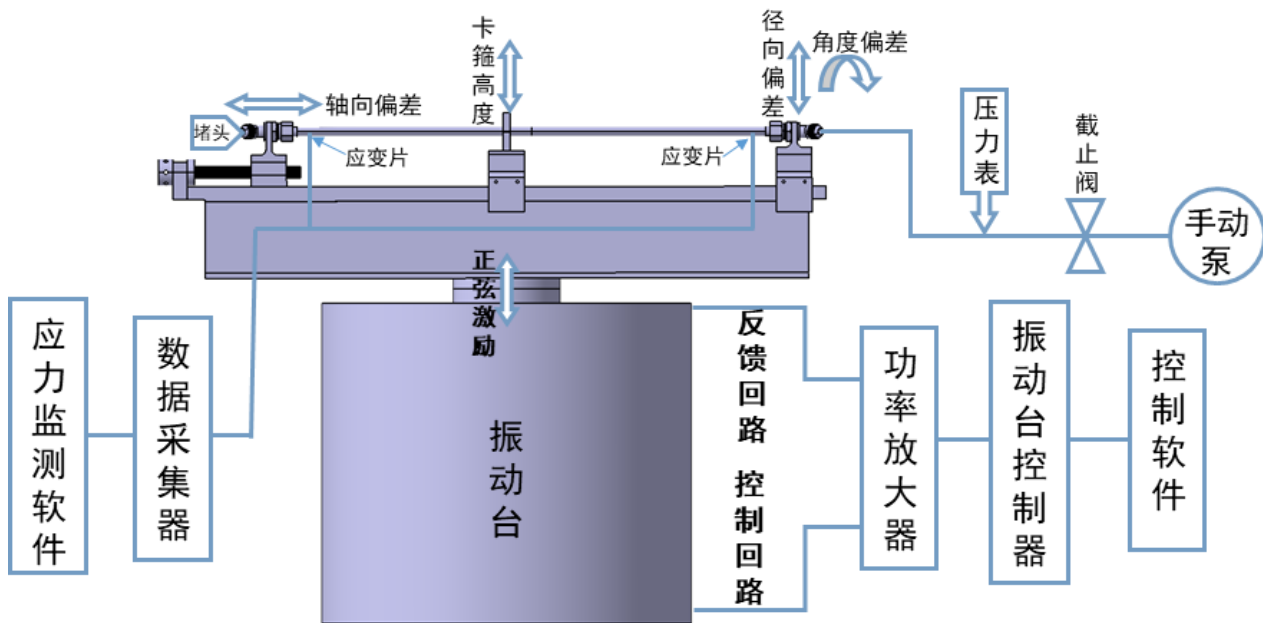 卡箍高度
径向偏差
角度偏差
轴向偏差
堵头
应变片
应变片
压力表
截止阀
手动
泵
正弦激励
应力监测软件
数据采集器
振动台
反馈回路
控制回路
功率放大器
振动台控制器
控制软件